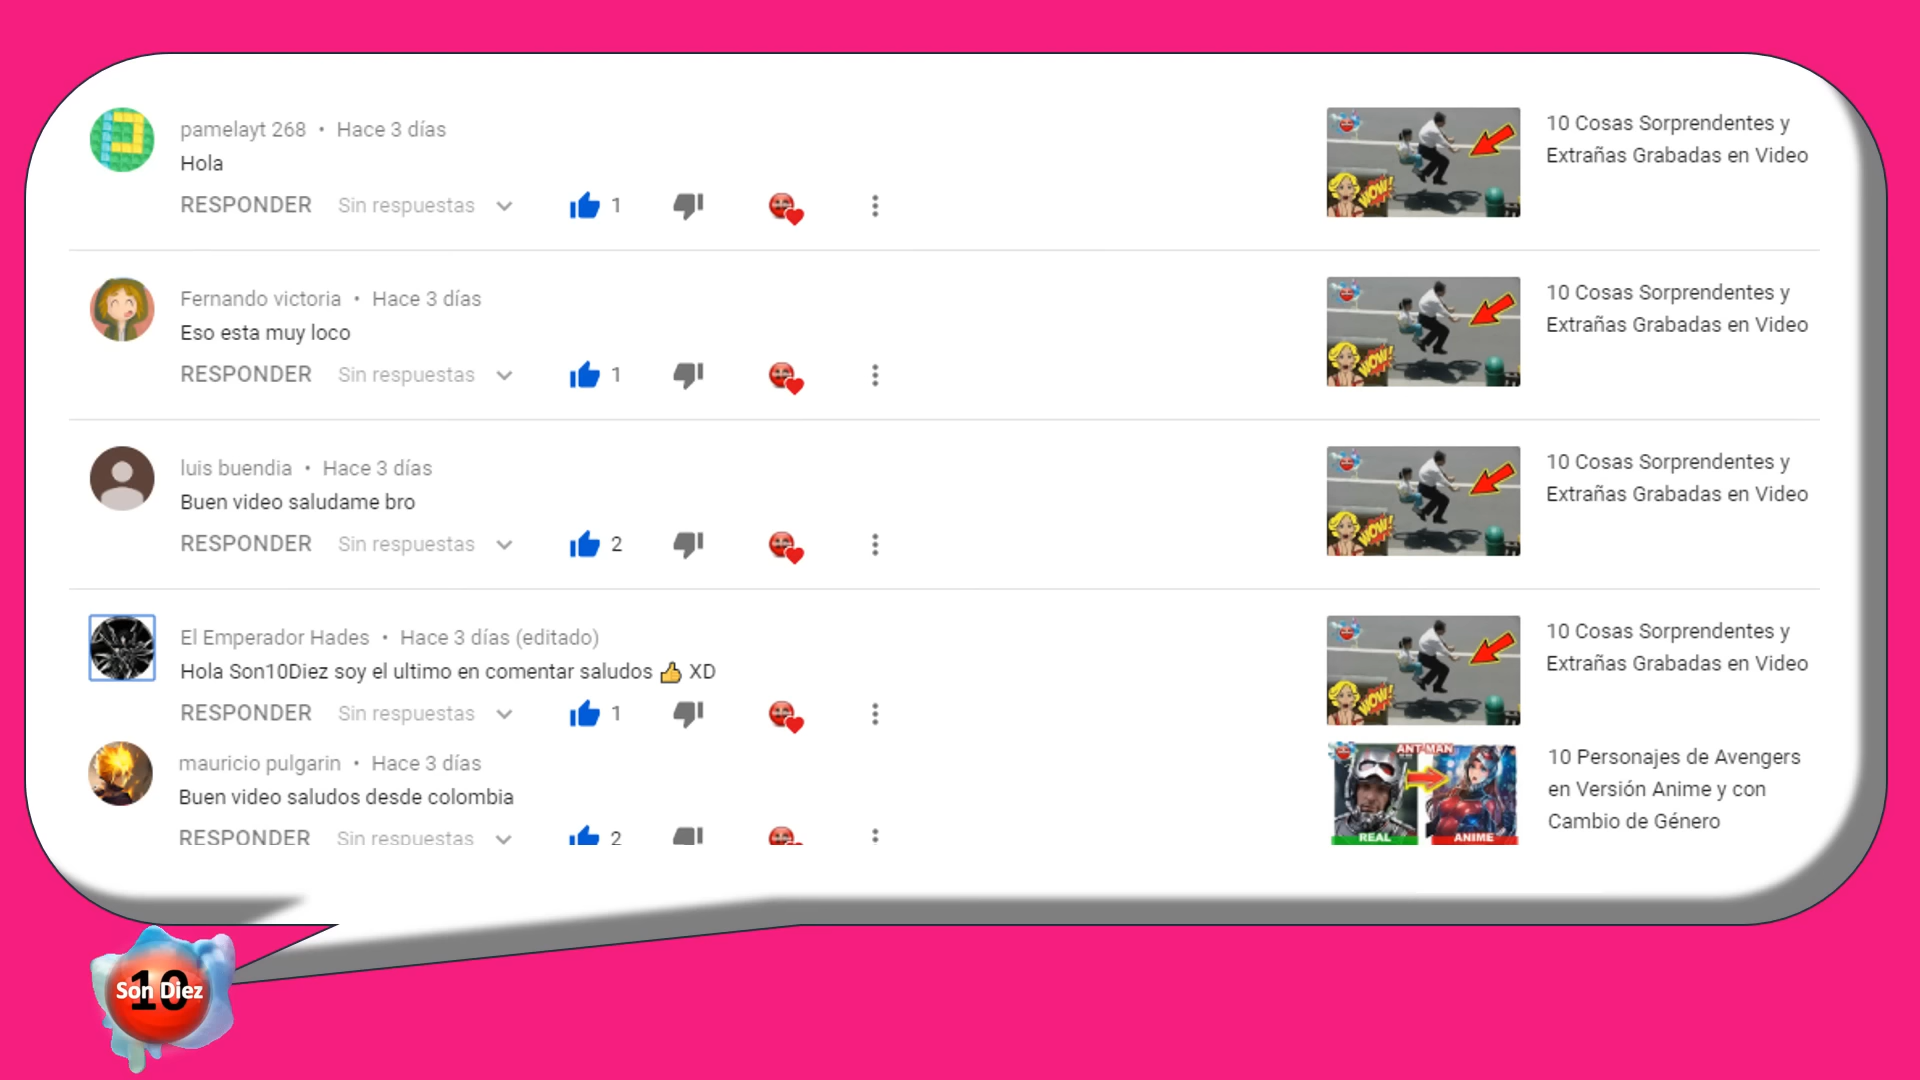 pamelayt 268 • Hace 3 días
Hola
RESPONDER Sin respuestas 1
10 Cosas Sorprendentes y
Extrañas Grabadas en Video
WOW!
Fernando victoria • Hace 3 días
Eso esta muy loco
RESPONDER Sin respuestas 1
10 Cosas Sorprendentes y
Extrañas Grabadas en Video
WOW!
luis buendia • Hace 3 días
Buen video saludame bro
RESPONDER Sin respuestas 2
10 Cosas Sorprendentes y
Extrañas Grabadas en Video
WOW!
El Emperador Hades • Hace 3 días (editado)
Hola Son10Diez soy el ultimo en comentar saludos 👍 XD
RESPONDER Sin respuestas 1
10 Cosas Sorprendentes y
Extrañas Grabadas en Video
WOW!
mauricio pulgarin • Hace 3 días
Buen video saludos desde colombia
RESPONDER Sin respuestas 2
ANT-MAN
REAL ANIME
10 Personajes de Avengers
en Versión Anime y con
Cambio de Género
10
Son Diez